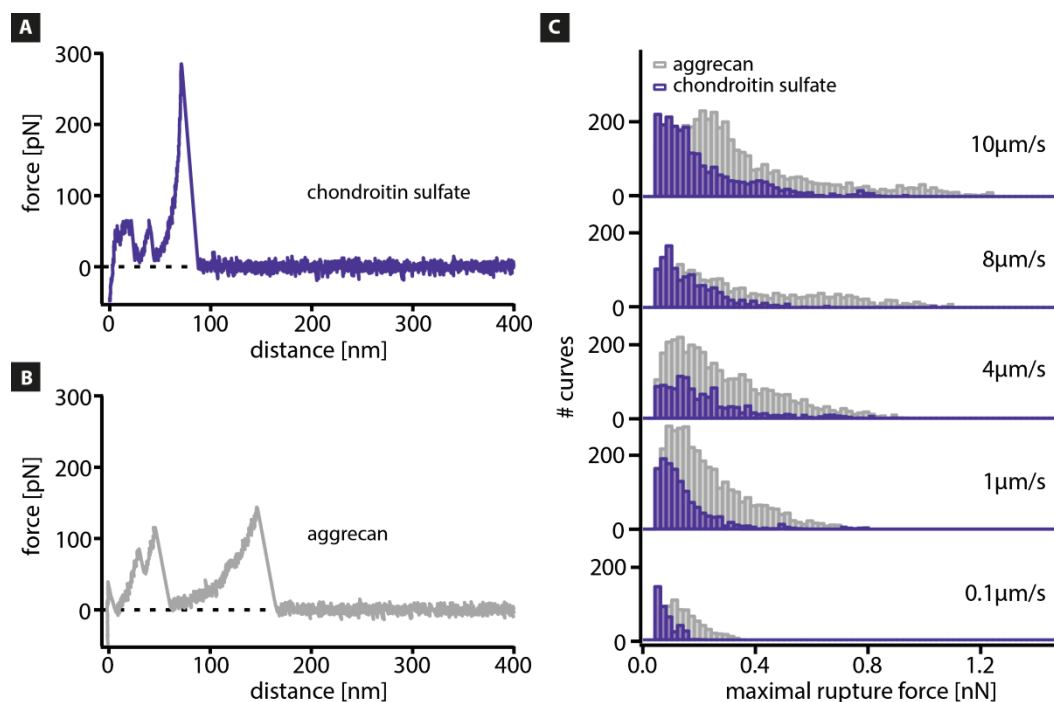 A
300
200
100
0
force [pN]
chondroitin sulfate
0
100
200
300
400
distance [nm]
B
300
200
100
0
force [pN]
aggrecan
0
100
200
300
400
distance [nm]
C
aggrecan
chondroitin sulfate
# curves
200
0
10µm/s
200
0
8µm/s
200
0
4µm/s
200
0
1µm/s
200
0
0.1µm/s
0.0
0.4
0.8
1.2
maximal rupture force [nN]